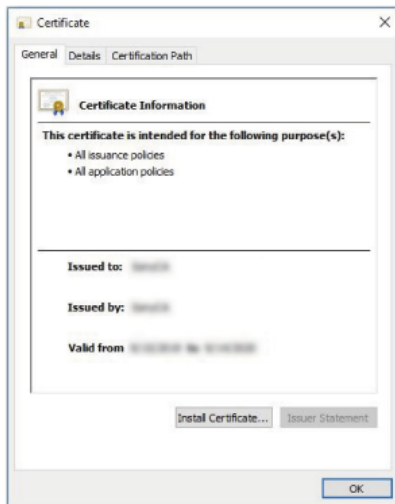 Certificate
General Details Certification Path
Certificate Information
This certificate is intended for the following purpose(s):
• All issuance policies
• All application policies
Issued to:
Issued by:
Valid from
Install Certificate... Issuer Statement
OK